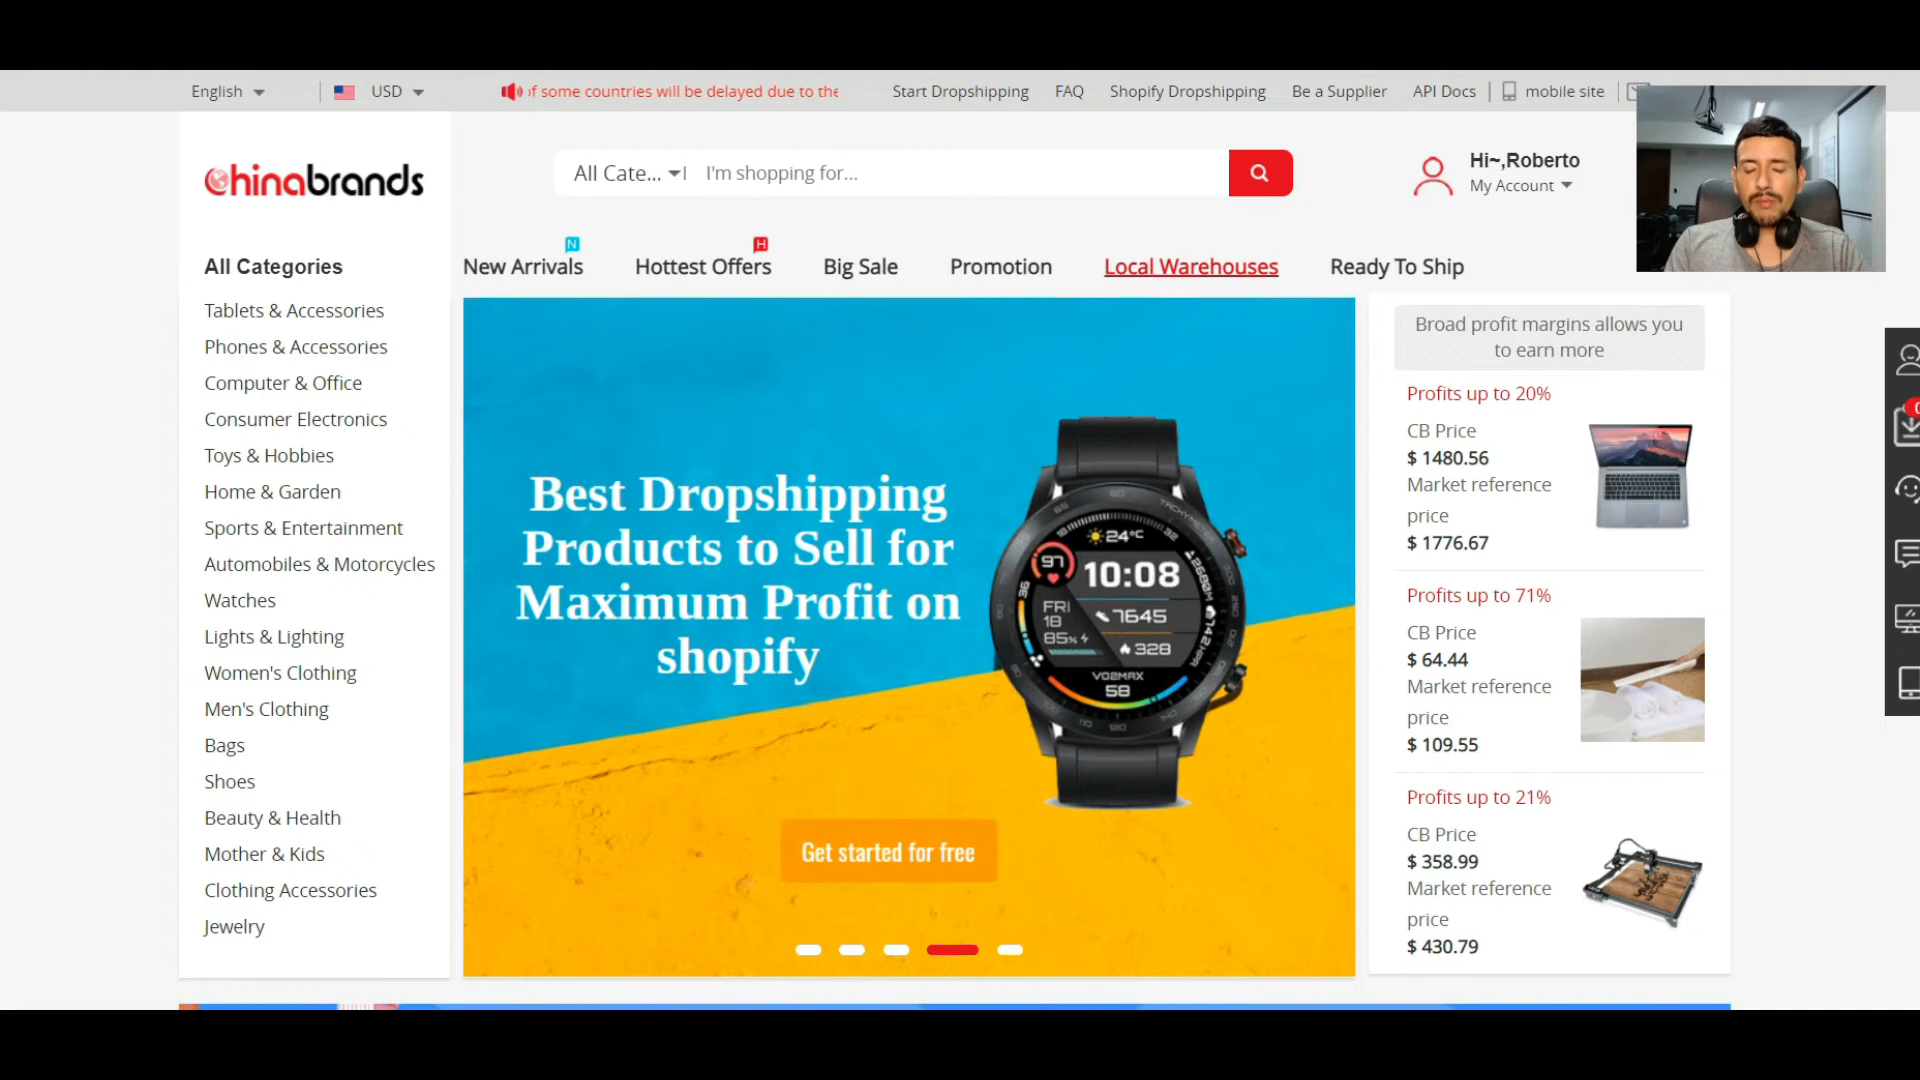 English
USD
if some countries will be delayed due to the
Start Dropshipping
FAQ
Shopify Dropshipping
Be a Supplier
API Docs
mobile site
chinabrands
All Cate...
I'm shopping for...
Hi~,Roberto
My Account
N
H
All Categories
New Arrivals
Hottest Offers
Big Sale
Promotion
Local Warehouses
Ready To Ship
Tablets & Accessories
Phones & Accessories
Computer & Office
Consumer Electronics
Toys & Hobbies
Home & Garden
Sports & Entertainment
Automobiles & Motorcycles
Watches
Lights & Lighting
Women's Clothing
Men's Clothing
Bags
Shoes
Beauty & Health
Mother & Kids
Clothing Accessories
Jewelry
Best Dropshipping
Products to Sell for
Maximum Profit on
shopify
Get started for free
TACHYMETER
24°C
97
10:08
FRI
18
7645
85%
328
VO2MAX
58
Broad profit margins allows you
to earn more
Profits up to 20%
CB Price
$ 1480.56
Market reference
price
$ 1776.67
Profits up to 71%
CB Price
$ 64.44
Market reference
price
$ 109.55
Profits up to 21%
CB Price
$ 358.99
Market reference
price
$ 430.79